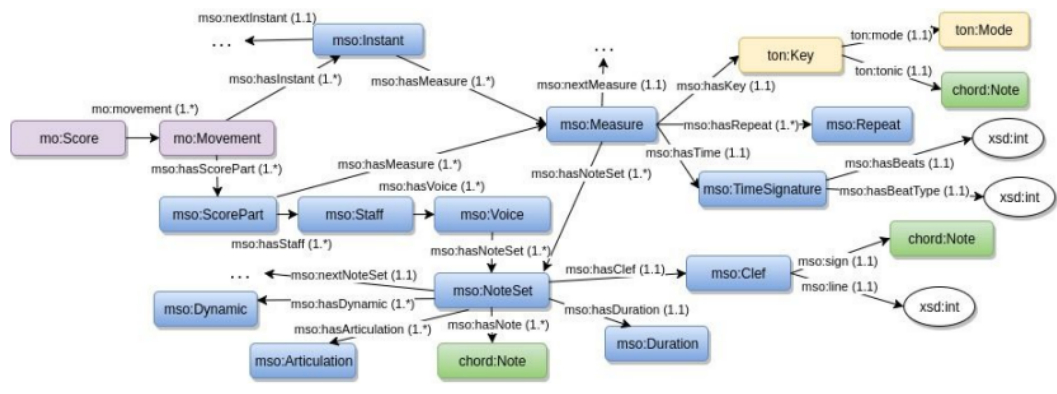 mso:nextInstant (1.1)
...
mso:Instant
mso:hasInstant (1.*)
mso:hasMeasure (1.*)
mo:movement (1.*)
mo:Score
mo:Movement
mso:hasScorePart (1.*)
mso:hasMeasure (1.*)
mso:hasVoice (1.*)
mso:ScorePart
mso:Staff
mso:Voice
mso:hasStaff (1.*)
mso:hasNoteSet (1.*)
...
mso:nextMeasure (1.1)
mso:Measure
mso:hasNoteSet (1.*)
mso:hasKey (1.1)
ton:Key
ton:mode (1.1)
ton:Mode
ton:tonic (1.1)
chord:Note
mso:hasRepeat (1.*)
mso:Repeat
mso:hasTime (1.1)
mso:TimeSignature
mso:hasBeats (1.1)
xsd:int
mso:hasBeatType (1.1)
xsd:int
...
mso:nextNoteSet (1.1)
mso:NoteSet
mso:hasClef (1.1)
mso:Clef
mso:sign (1.1)
chord:Note
mso:line (1.1)
xsd:int
mso:Dynamic
mso:hasDynamic (1.*)
mso:hasDuration (1.1)
mso:Duration
mso:hasArticulation (1.*)
mso:Articulation
mso:hasNote (1.*)
chord:Note